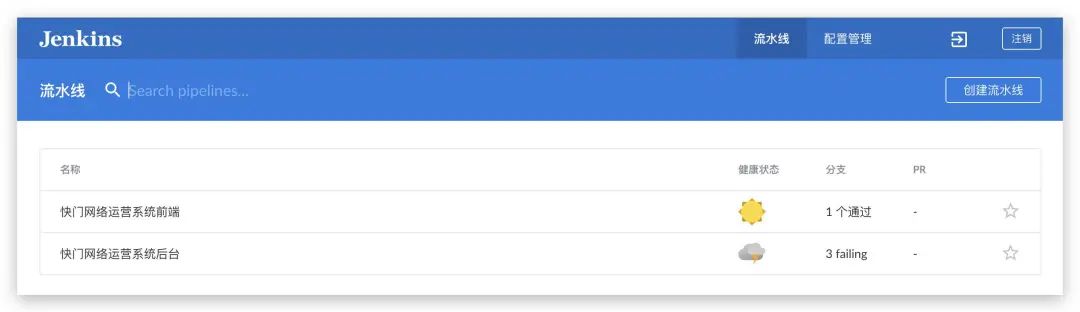 Jenkins 流水线 配置管理 注销
流水线 Search pipelines... 创建流水线
名称 健康状态 分支 PR
快门网络运营系统前端 1 个通过 -
快门网络运营系统后台 3 failing -